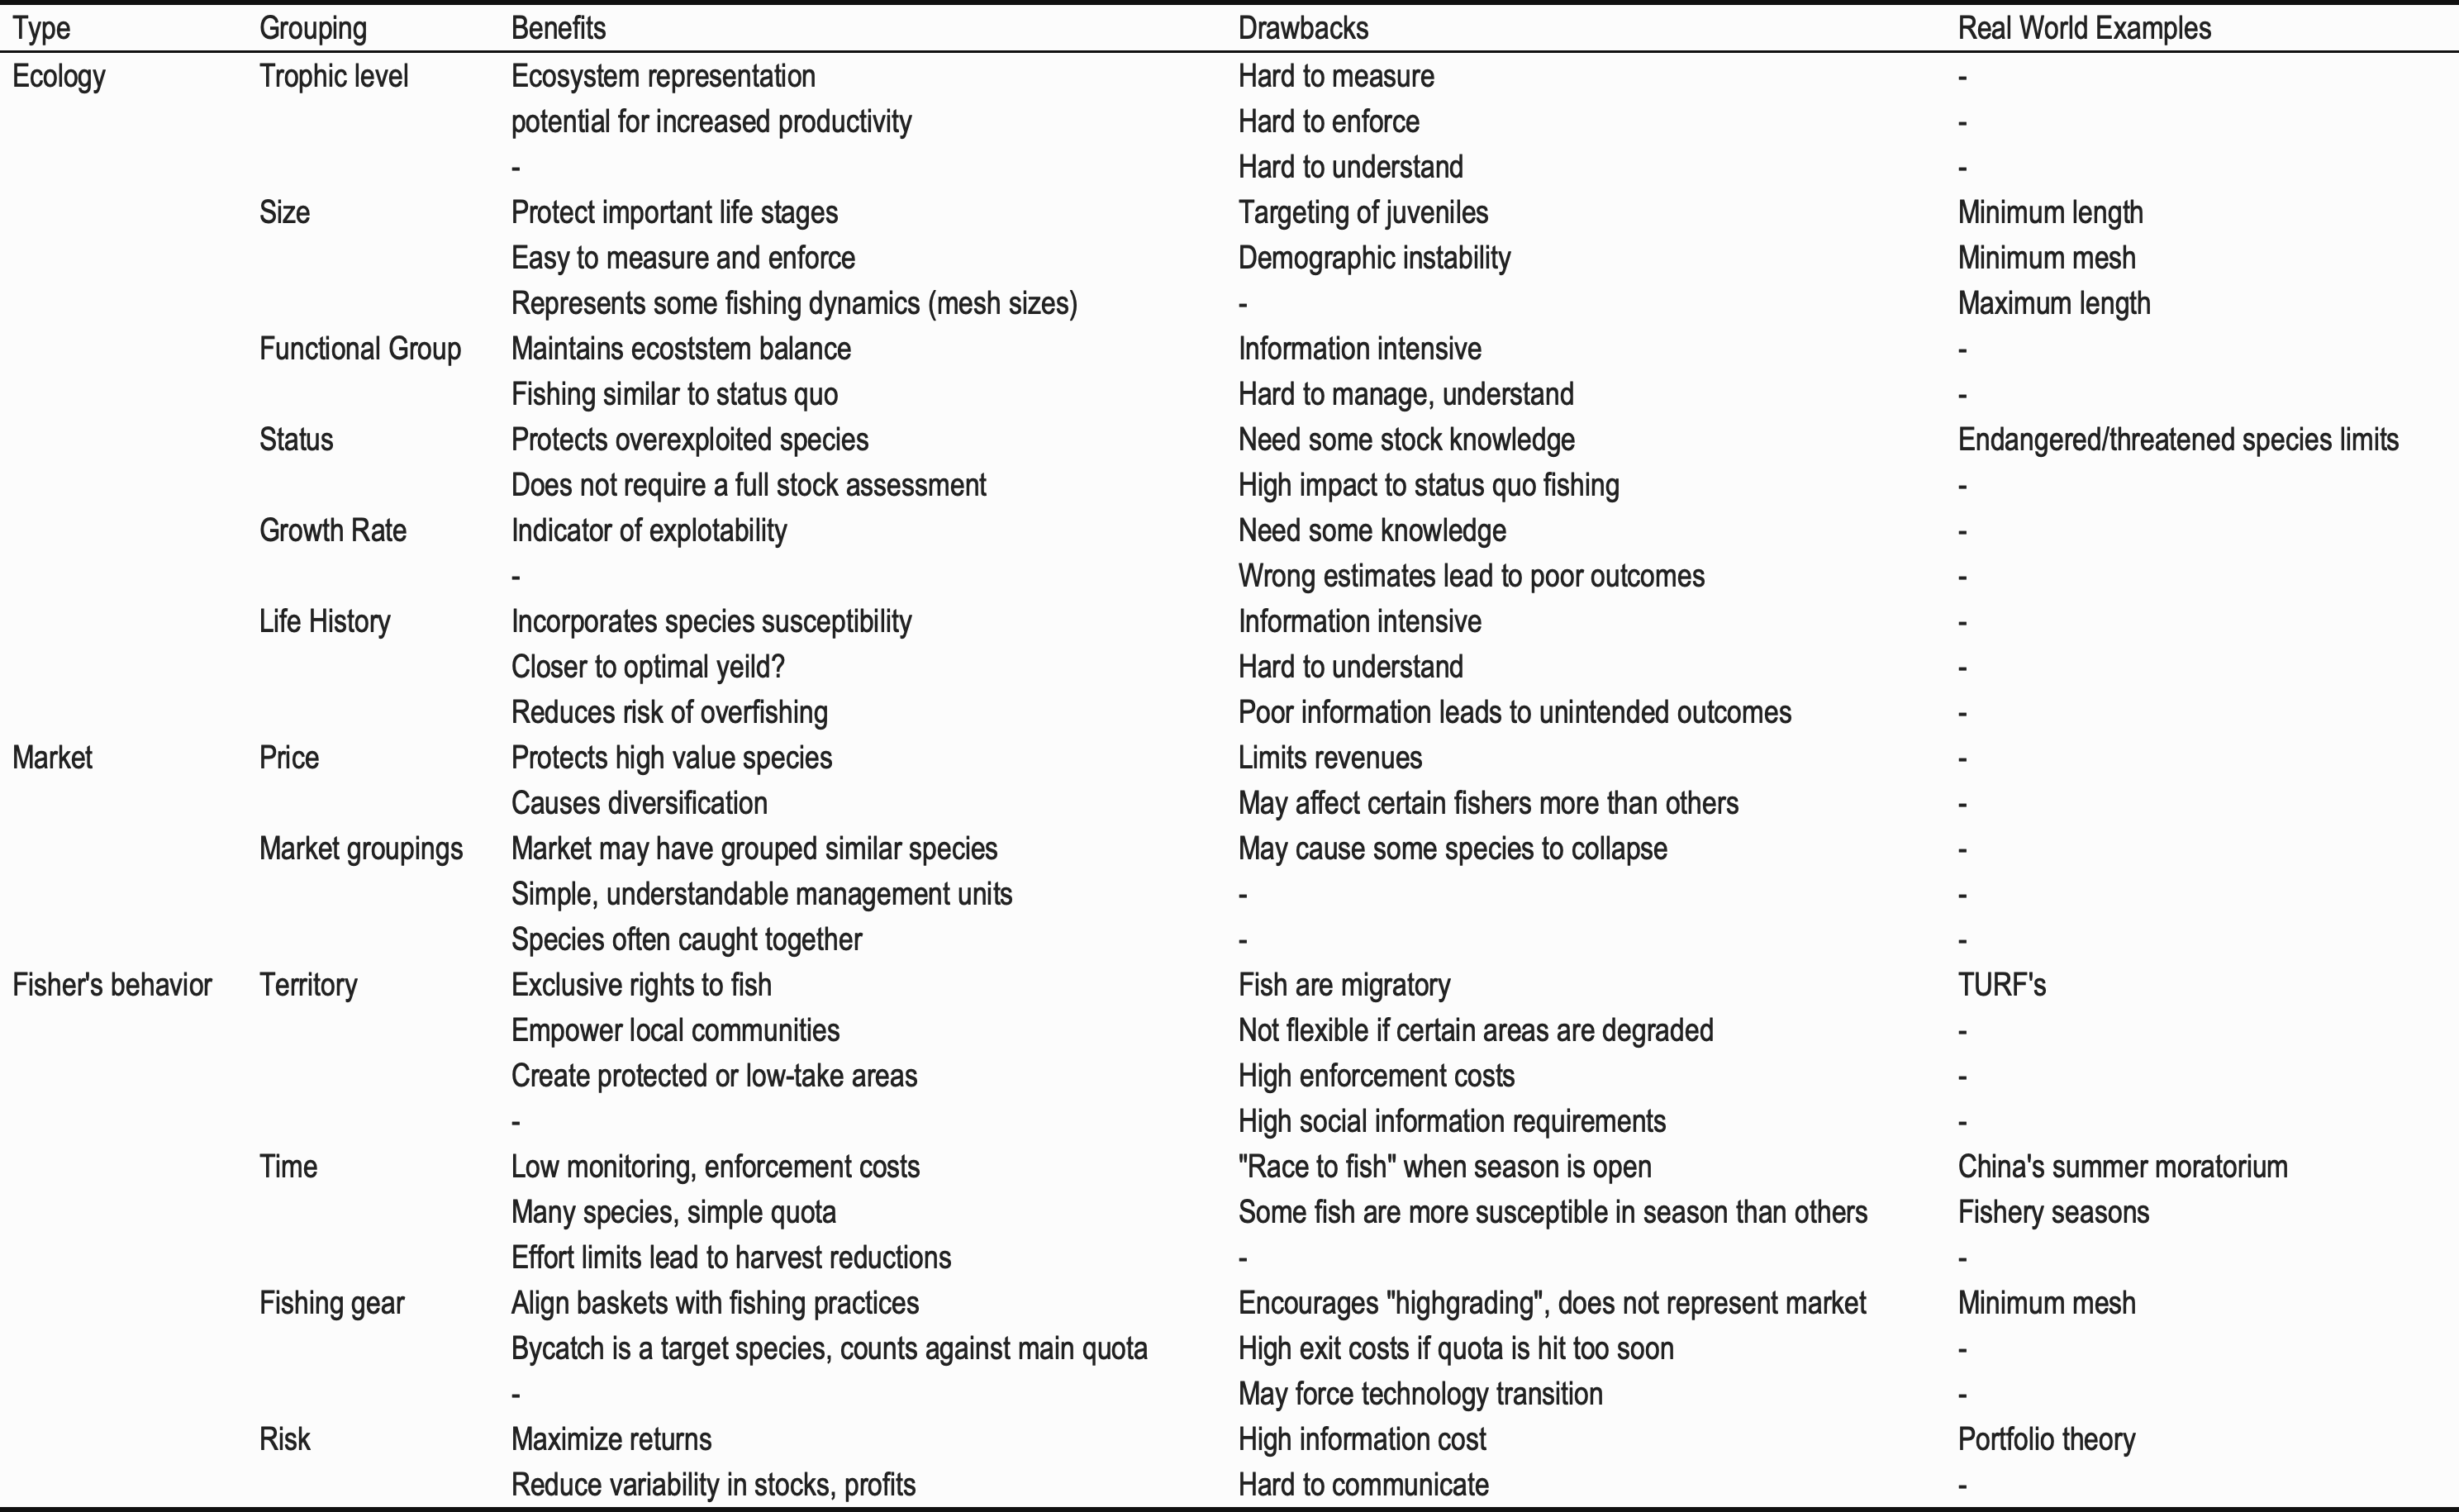 Type Grouping Benefits Drawbacks Real World Examples
Ecology Trophic level Ecosystem representation Hard to measure -
potential for increased productivity Hard to enforce -
- Hard to understand -
Size Protect important life stages Targeting of juveniles Minimum length
Easy to measure and enforce Demographic instability Minimum mesh
Represents some fishing dynamics (mesh sizes) - Maximum length
Functional Group Maintains ecoststem balance Information intensive -
Fishing similar to status quo Hard to manage, understand -
Status Protects overexploited species Need some stock knowledge Endangered/threatened species limits
Does not require a full stock assessment High impact to status quo fishing -
Growth Rate Indicator of explotability Need some knowledge -
- Wrong estimates lead to poor outcomes -
Life History Incorporates species susceptibility Information intensive -
Closer to optimal yeild? Hard to understand -
Reduces risk of overfishing Poor information leads to unintended outcomes -
Market Price Protects high value species Limits revenues -
Causes diversification May affect certain fishers more than others -
Market groupings Market may have grouped similar species May cause some species to collapse -
Simple, understandable management units - -
Species often caught together - -
Fisher's behavior Territory Exclusive rights to fish Fish are migratory TURF's
Empower local communities Not flexible if certain areas are degraded -
Create protected or low-take areas High enforcement costs -
- High social information requirements -
Time Low monitoring, enforcement costs "Race to fish" when season is open China's summer moratorium
Many species, simple quota Some fish are more susceptible in season than others Fishery seasons
Effort limits lead to harvest reductions - -
Fishing gear Align baskets with fishing practices Encourages "highgrading", does not represent market Minimum mesh
Bycatch is a target species, counts against main quota High exit costs if quota is hit too soon -
- May force technology transition -
Risk Maximize returns High information cost Portfolio theory
Reduce variability in stocks, profits Hard to communicate -